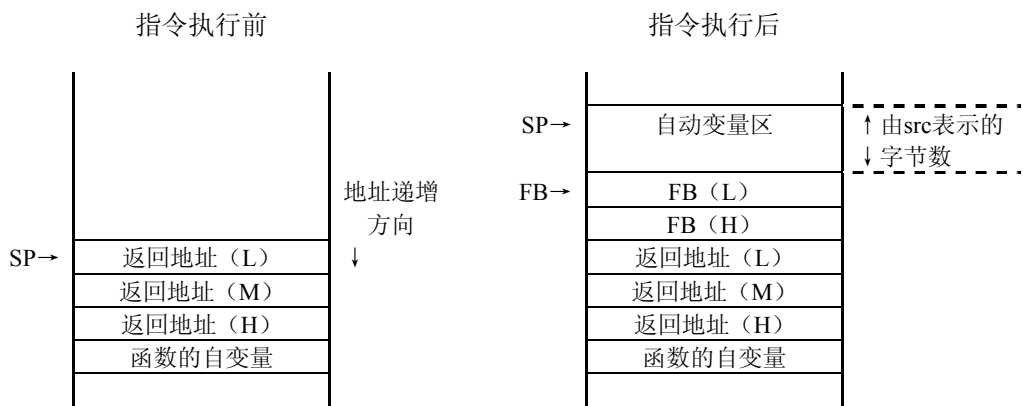 指令执行前
指令执行后
地址递增
方向
↓
SP→
返回地址（L）
返回地址（M）
返回地址（H）
函数的自变量
SP→
自动变量区
↑由src表示的
↓字节数
FB→
FB（L）
FB（H）
返回地址（L）
返回地址（M）
返回地址（H）
函数的自变量